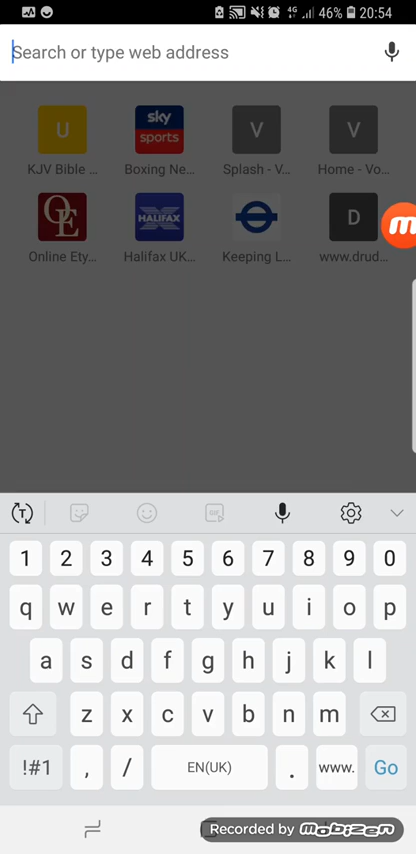 4G 46% 20:54
Search or type web address
U
sky
sports
V
V
KJV Bible ...
Boxing Ne...
Splash - V...
Home - Vo...
OE
HALIFAX
D
m
Online Ety...
Halifax UK...
Keeping L...
www.drud...
T
GIF
1 2 3 4 5 6 7 8 9 0
q w e r t y u i o p
a s d f g h j k l
z x c v b n m
!#1 , / EN(UK) . www. Go
Recorded by mobizen